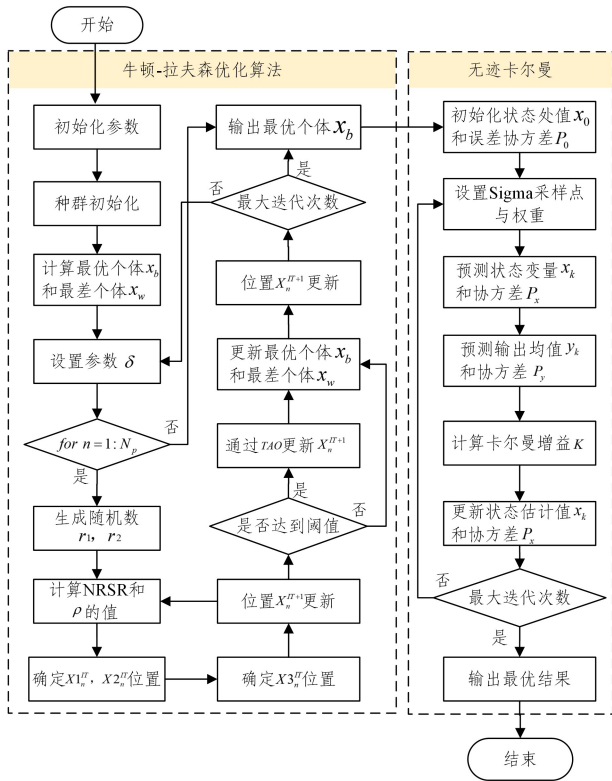 开始
牛顿-拉夫森优化算法
初始化参数
种群初始化
计算最优个体x_b
和最差个体x_w
设置参数 δ
for n=1:N_p
否
是
生成随机数
r₁，r₂
计算NRSR和
ρ的值
确定X1_n^{IT}，X2_n^{IT}位置
确定X3_n^{IT}位置
位置X_n^{IT+1}更新
是否达到阈值
否
是
通过TAO更新X_n^{IT+1}
更新最优个体x_b
和最差个体x_w
位置X_n^{IT+1}更新
最大迭代次数
否
是
输出最优个体x_b
无迹卡尔曼
初始化状态处值x_0
和误差协方差P_0
设置Sigma采样点
与权重
预测状态变量x_k
和协方差P_x
预测输出均值y_k
和协方差P_y
计算卡尔曼增益K
更新状态估计值x_k
和协方差P_x
最大迭代次数
否
是
输出最优结果
结束